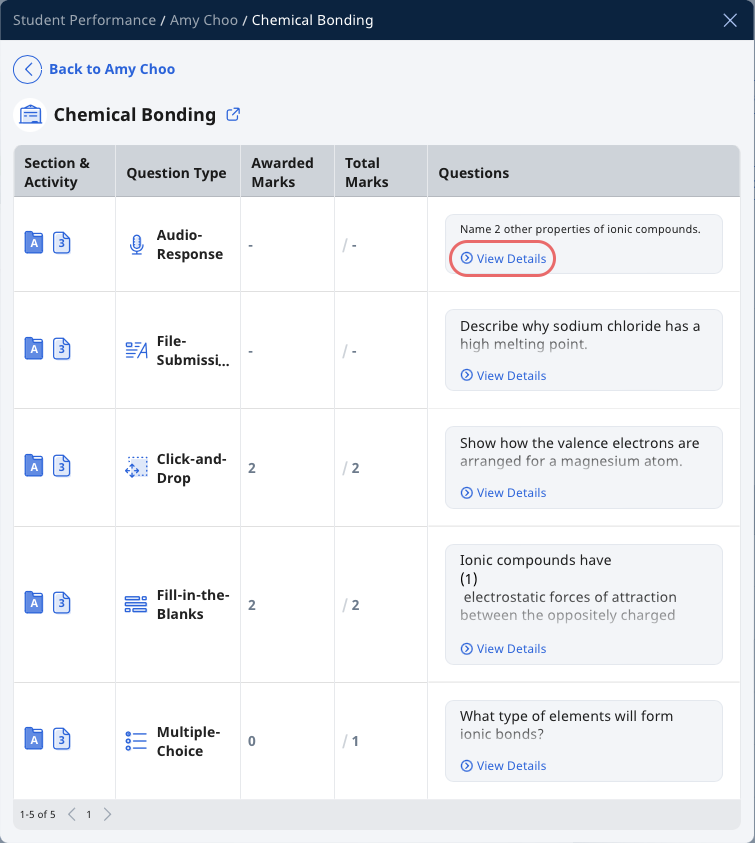 Student Performance / Amy Choo / Chemical Bonding
Back to Amy Choo
Chemical Bonding
Section & Activity
Question Type
Awarded Marks
Total Marks
Questions
A 3
Audio-Response
-
/ -
Name 2 other properties of ionic compounds.
View Details
A 3
File-Submissi...
-
/ -
Describe why sodium chloride has a
high melting point.
View Details
A 3
Click-and-Drop
2
/ 2
Show how the valence electrons are
arranged for a magnesium atom.
View Details
A 3
Fill-in-the-Blanks
2
/ 2
Ionic compounds have
(1)
electrostatic forces of attraction
between the oppositely charged
View Details
A 3
Multiple-Choice
0
/ 1
What type of elements will form
ionic bonds?
View Details
1-5 of 5 1